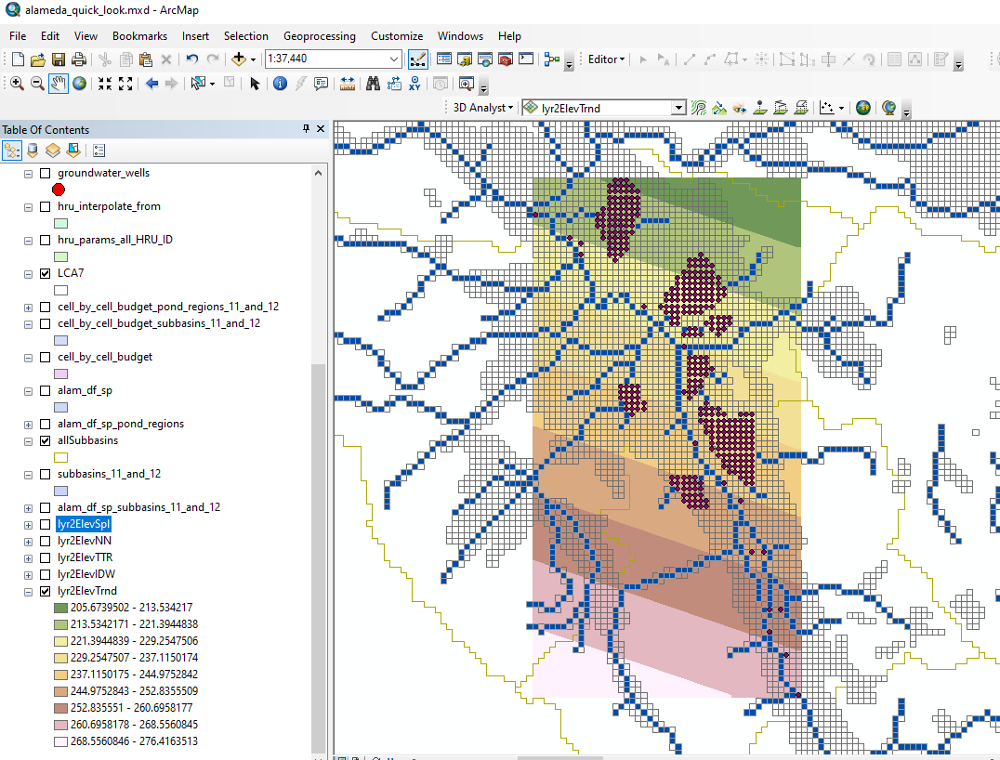 alameda_quick_look.mxd - ArcMap
File Edit View Bookmarks Insert Selection Geoprocessing Customize Windows Help
1:37,440 Editor
3D Analyst lyr2ElevTrnd
Table Of Contents
groundwater_wells
hru_interpolate_from
hru_params_all_HRU_ID
LCA7
cell_by_cell_budget_pond_regions_11_and_12
cell_by_cell_budget_subbasins_11_and_12
cell_by_cell_budget
alam_df_sp
alam_df_sp_pond_regions
allSubbasins
subbasins_11_and_12
alam_df_sp_subbasins_11_and_12
lyr2ElevSpl
lyr2ElevNN
lyr2ElevTTR
lyr2ElevIDW
lyr2ElevTrnd
205.6739502 - 213.534217
213.5342171 - 221.3944838
221.3944839 - 229.2547506
229.2547507 - 237.1150174
237.1150175 - 244.9752842
244.9752843 - 252.8355509
252.835551 - 260.6958177
260.6958178 - 268.5560845
268.5560846 - 276.4163513